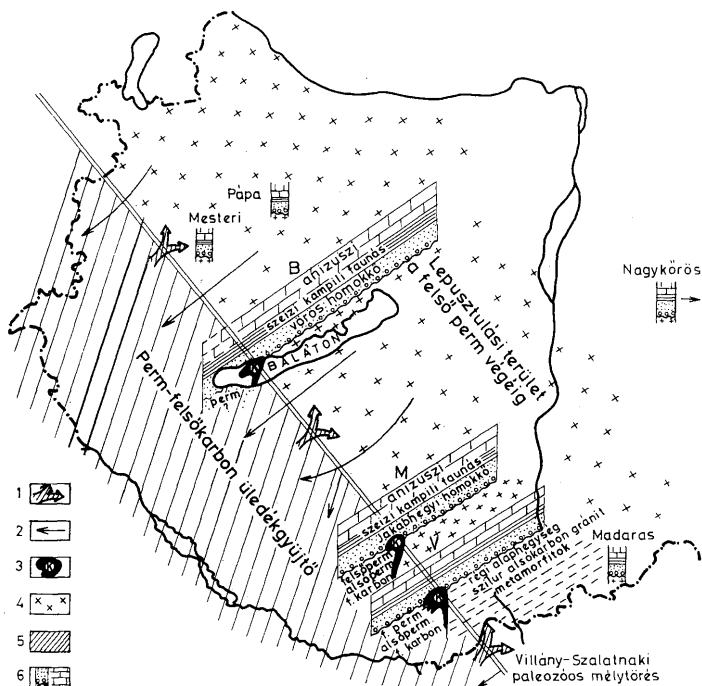 Pápa
Mesteri
B
anizuszi
szeizi kampili faunás
vörös homokkő
BALATON
perm
?
Lepusztulási terület
a felső perm végéig
Nagykőrös
Perm-felsőkarbon üledékgyűjtő
M
anizuszi
szeizi kampili faunás
jakabhegyi homokkő
felsőperm
alsóperm
f. karbon
V
régi alaphegység
szilur alsókarbon gránit
metamorfitok
f. perm
alsóperm
f. karbon
Madaras
Villány-Szalatnaki
paleozóos mélytörés
1
2
3
4
5
6